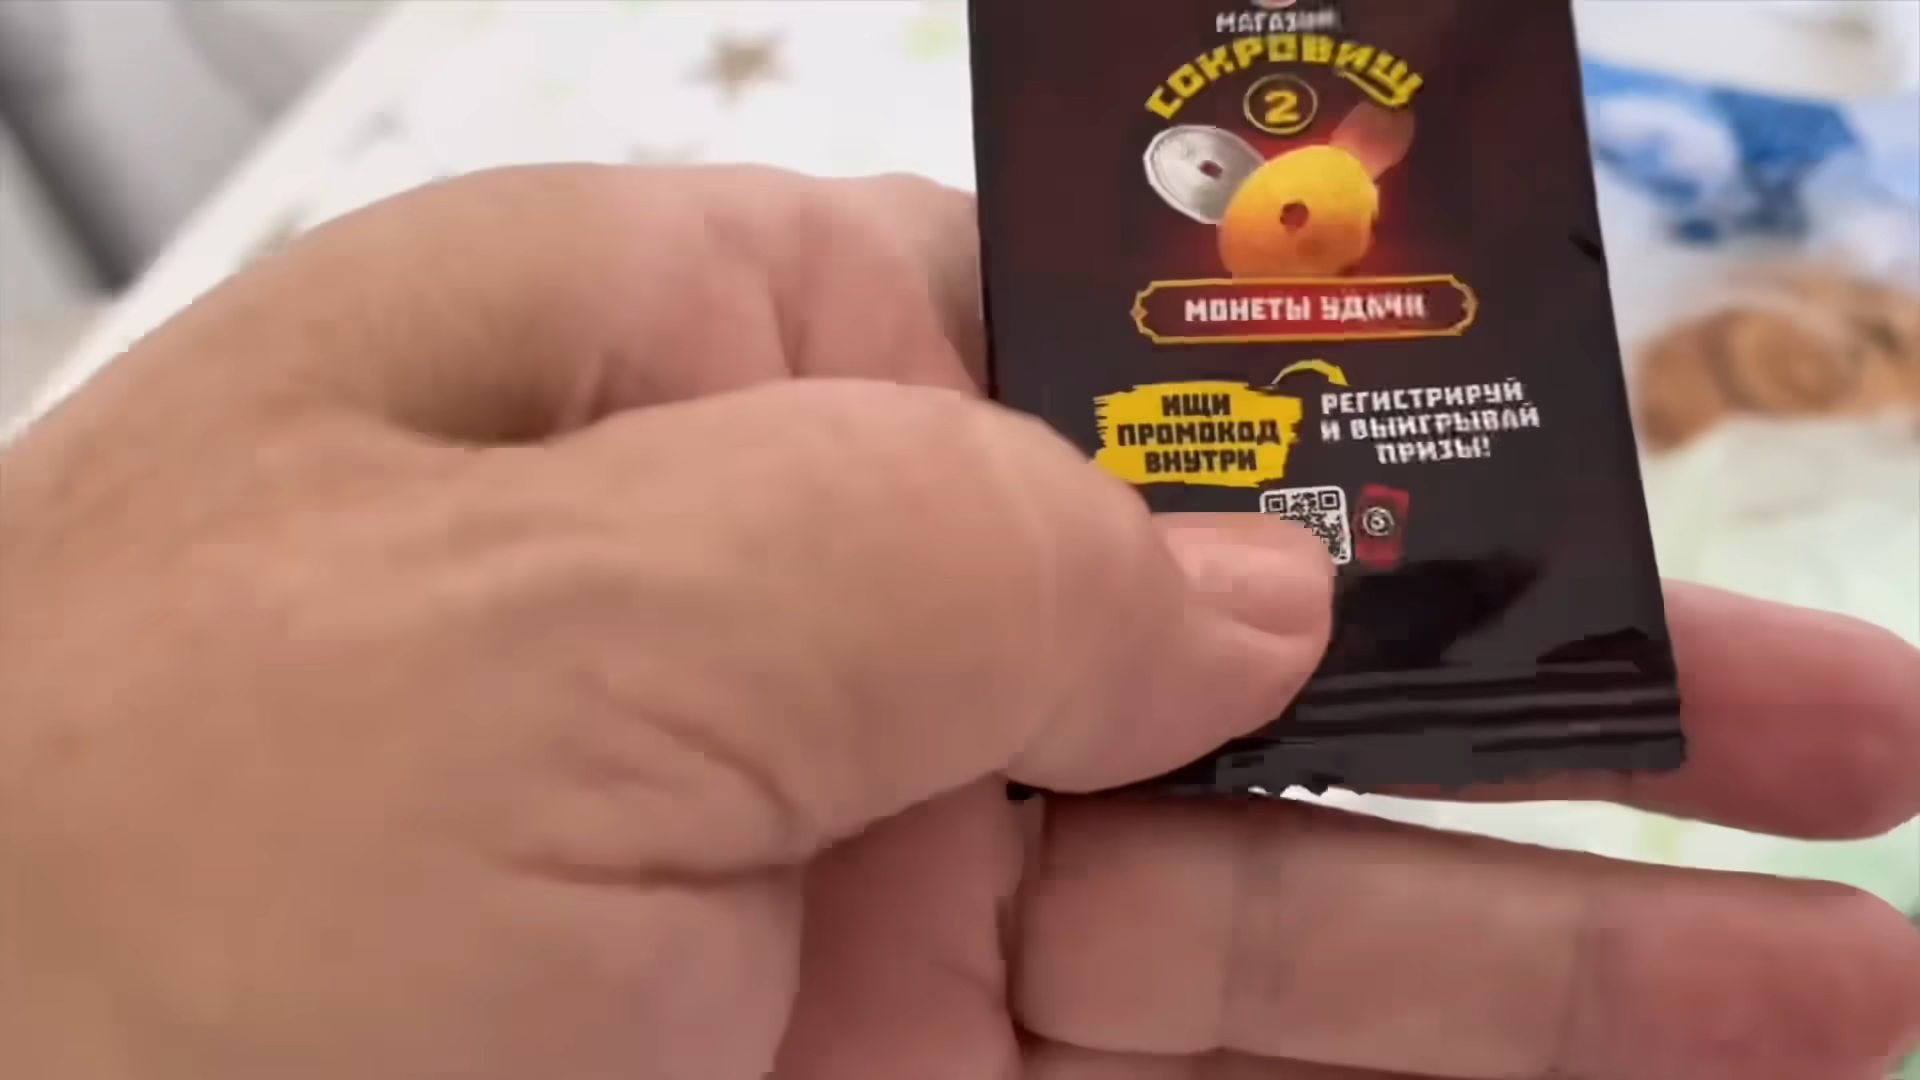 МАГАЗИН
СОКРОВИЩ
2
МОНЕТЫ УДАЧИ
ИЩИ
ПРОМОКОД
ВНУТРИ
РЕГИСТРИРУЙ
И ВЫИГРЫВАЙ
ПРИЗЫ!